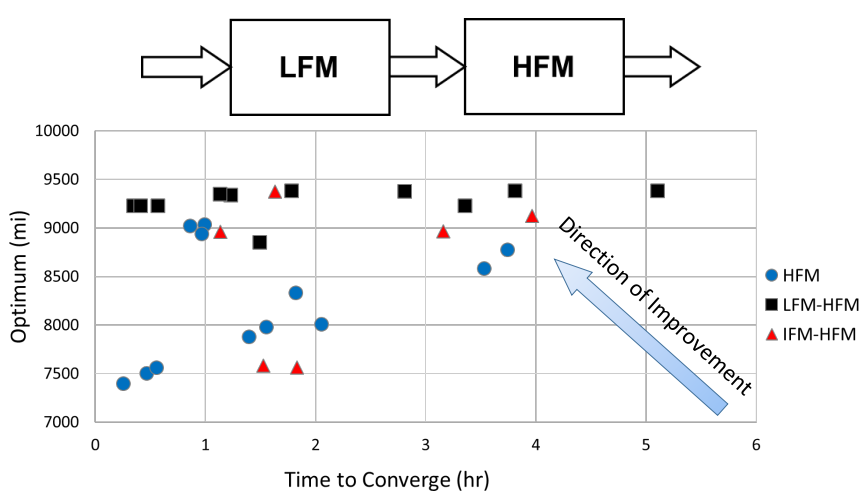 LFM
HFM
10000
9500
9000
8500
8000
7500
7000
Optimum (mi)
0
1
2
3
4
5
6
Time to Converge (hr)
Direction of Improvement
HFM
LFM-HFM
IFM-HFM